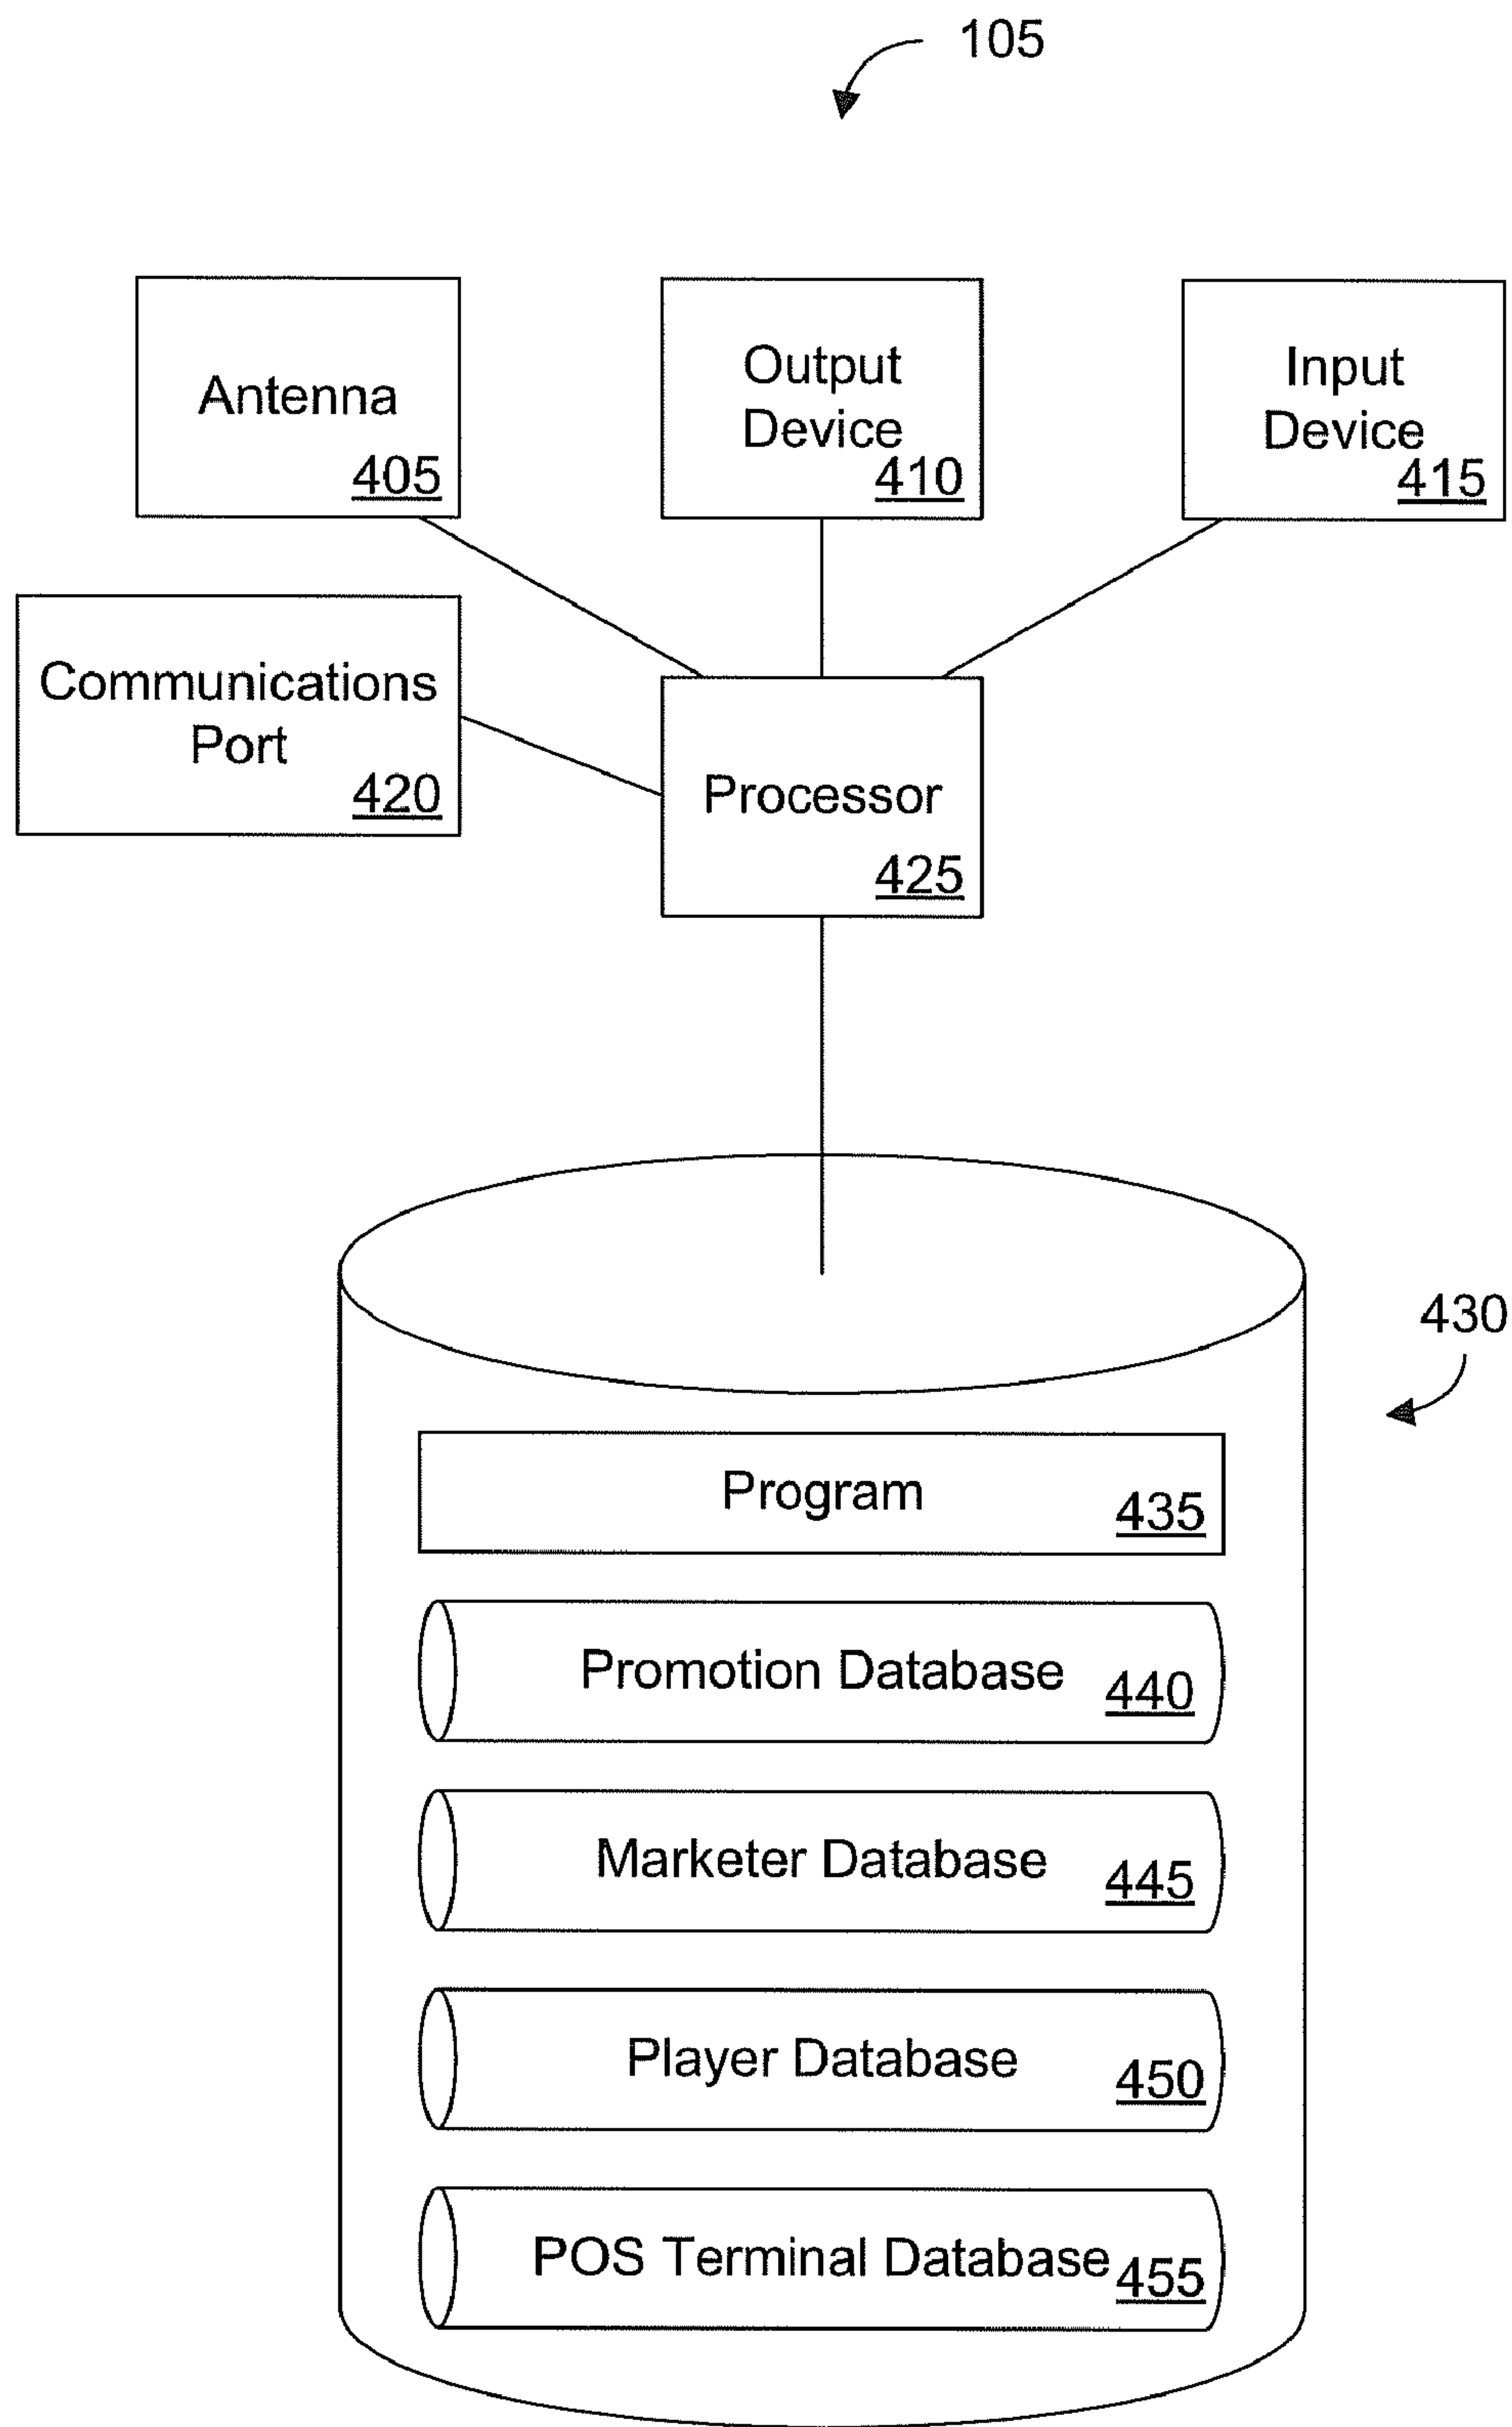 105
Antenna
405
Output
Device
410
Input
Device
415
Communications
Port
420
Processor
425
430
Program
435
Promotion Database
440
Marketer Database
445
Player Database
450
POS Terminal Database
455